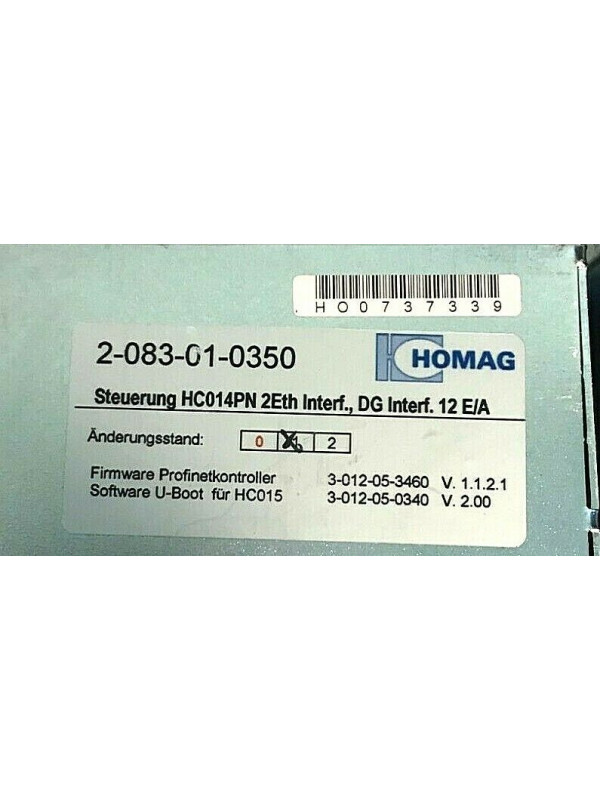 HO0737339
2-083-01-0350
HOMAG
Steuerung HC014PN 2Eth Interf., DG Interf. 12 E/A
Änderungsstand: 0 2
Firmware Profinetkontroller 3-012-05-3460 V. 1.1.2.1
Software U-Boot für HC015 3-012-05-0340 V. 2.00